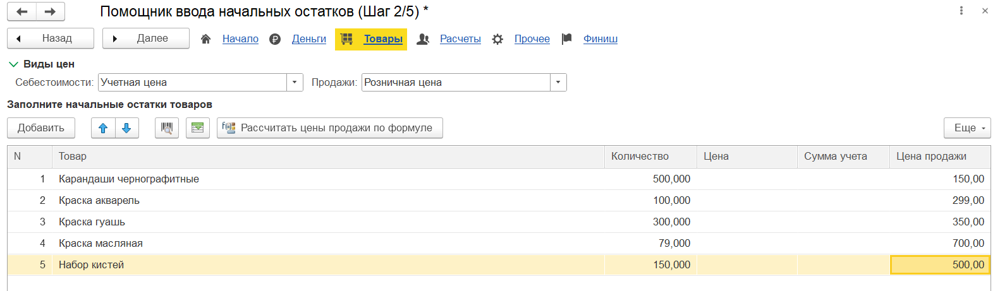 Помощник ввода начальных остатков (Шаг 2/5) *
Назад Далее Начало Деньги Товары Расчеты Прочее Финиш
Виды цен
Себестоимости: Учетная цена Продажи: Розничная цена
Заполните начальные остатки товаров
Добавить Рассчитать цены продажи по формуле Еще
N Товар Количество Цена Сумма учета Цена продажи
1 Карандаши чернографитные 500,000 150,00
2 Краска акварель 100,000 299,00
3 Краска гуашь 300,000 350,00
4 Краска масляная 79,000 700,00
5 Набор кистей 150,000 500,00